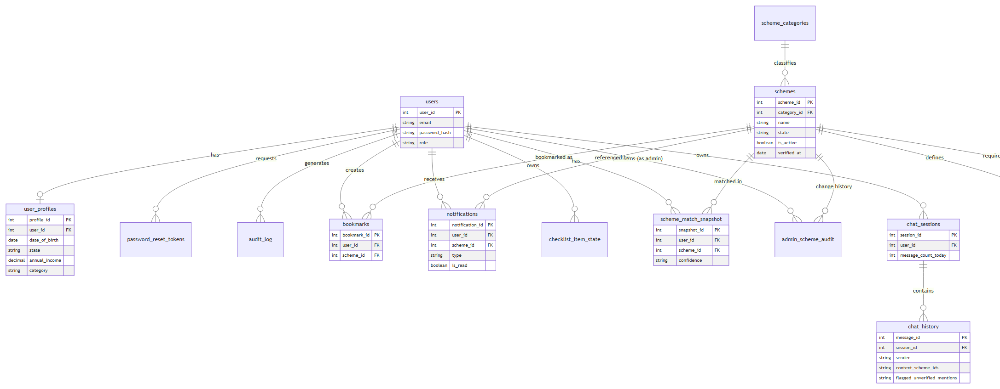 scheme_categories
classifies
schemes
int scheme_id PK
int category_id FK
string name
string state
boolean is_active
date verified_at
users
int user_id PK
string email
string password_hash
string role
has
requests
generates
creates
receives
bookmarked as
has
owns
referenced by
(as admin)
owns
matched in
change history
defines
user_profiles
int profile_id PK
int user_id FK
date date_of_birth
string state
decimal annual_income
string category
password_reset_tokens
audit_log
bookmarks
int bookmark_id PK
int user_id FK
int scheme_id FK
notifications
int notification_id PK
int user_id FK
int scheme_id FK
string type
boolean is_read
checklist_item_state
scheme_match_snapshot
int snapshot_id PK
int user_id FK
int scheme_id FK
string confidence
admin_scheme_audit
chat_sessions
int session_id PK
int user_id FK
int message_count_today
contains
chat_history
int message_id PK
int session_id FK
string sender
string context_scheme_ids
string flagged_unverified_mentions